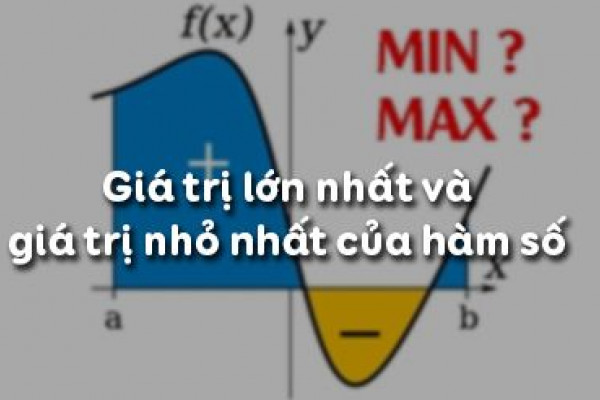 f(x) y
MIN ?
MAX ?
+
Giá trị lớn nhất và
giá trị nhỏ nhất của hàm số
x
a b
−